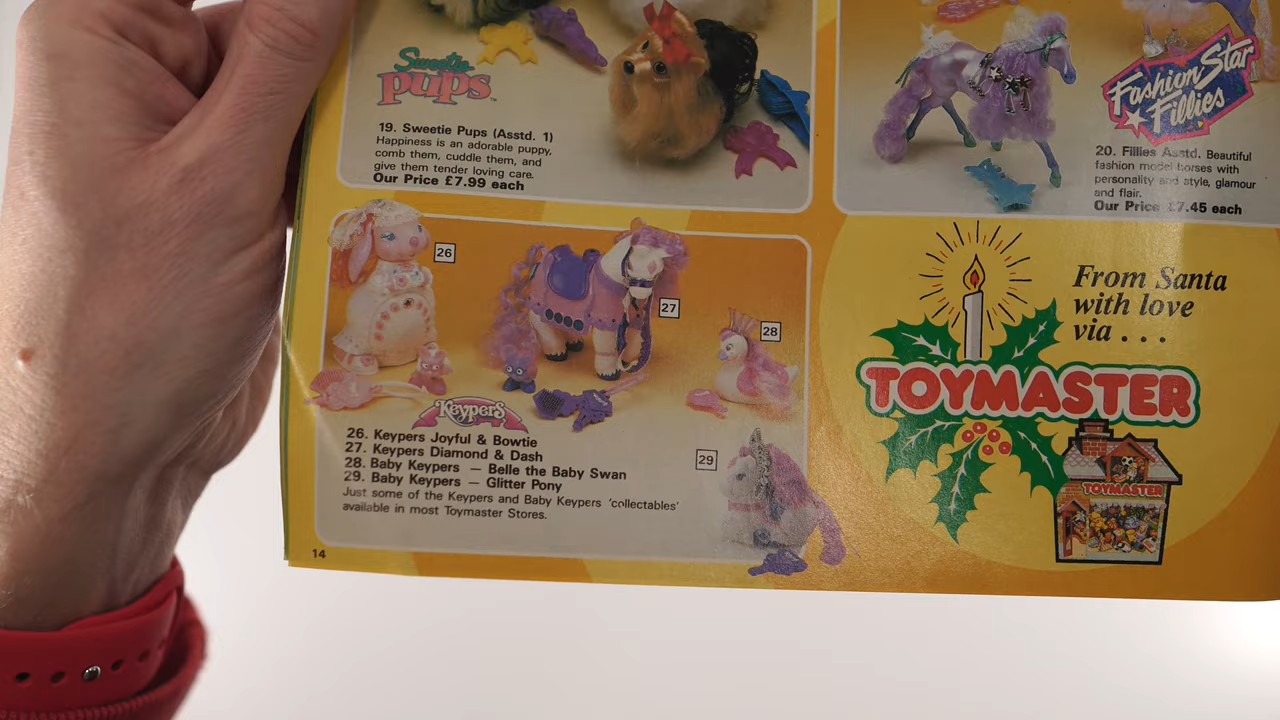 Sweetie
pups
19. Sweetie Pups (Asstd. 1)
Happiness is an adorable puppy,
comb them, cuddle them, and
give them tender loving care.
Our Price £7.99 each
Fashion Star
Fillies
20. Fillies Asstd. Beautiful
fashion model horses with
personality and style, glamour
and flair.
Our Price £7.45 each
26
27
28
Keypers
26. Keypers Joyful & Bowtie
27. Keypers Diamond & Dash
28. Baby Keypers — Belle the Baby Swan
29. Baby Keypers — Glitter Pony
Just some of the Keypers and Baby Keypers 'collectables'
available in most Toymaster Stores.
29
14
From Santa
with love
via . . .
TOYMASTER
TOYMASTER